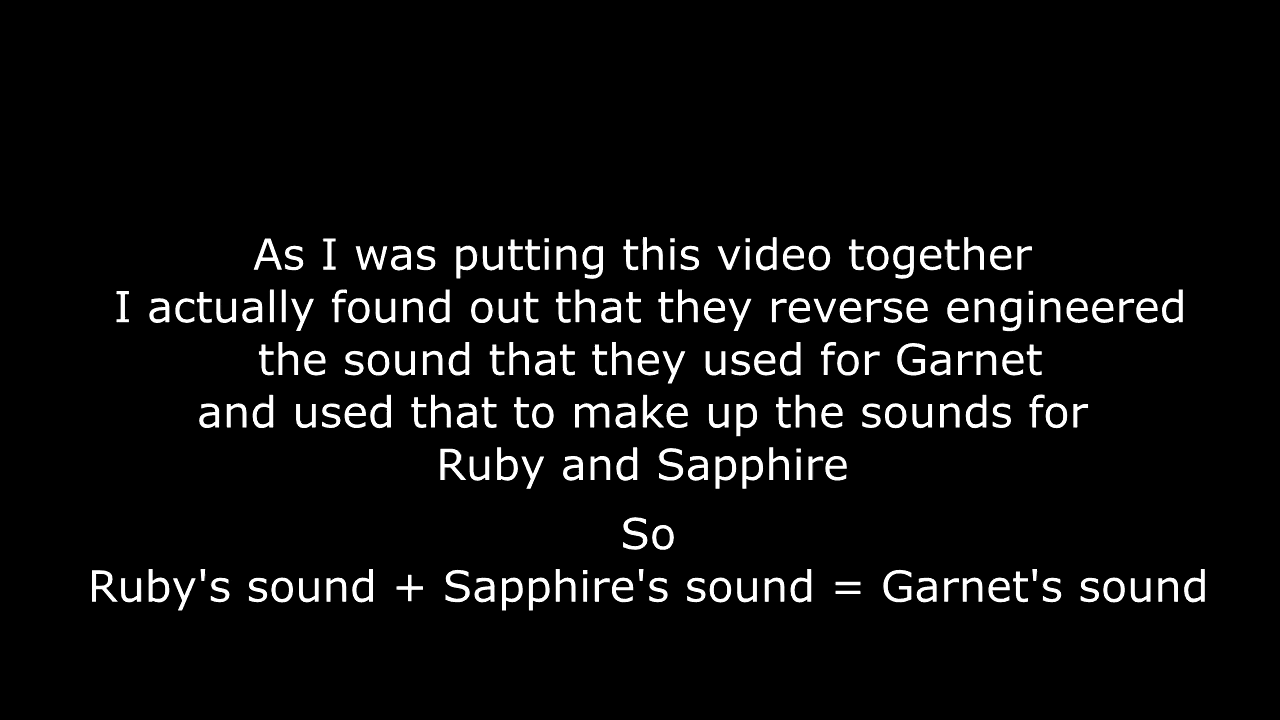 As I was putting this video together
I actually found out that they reverse engineered
the sound that they used for Garnet
and used that to make up the sounds for
Ruby and Sapphire
So
Ruby's sound + Sapphire's sound = Garnet's sound